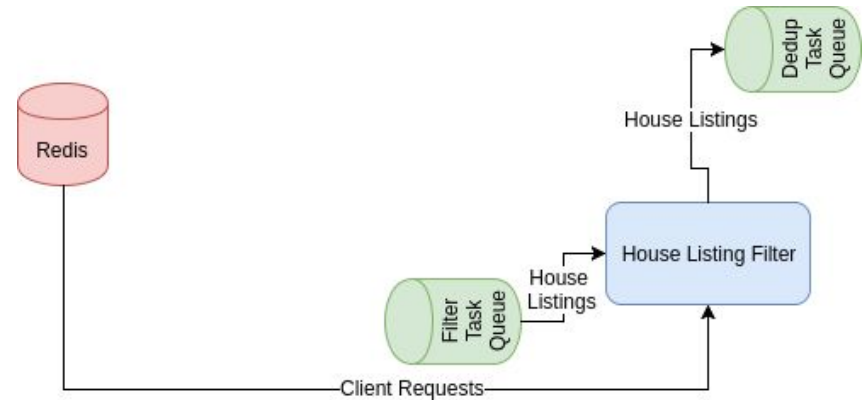 Dedup
Task
Queue
House Listings
Redis
House Listing Filter
House
Listings
Filter
Task
Queue
Client Requests